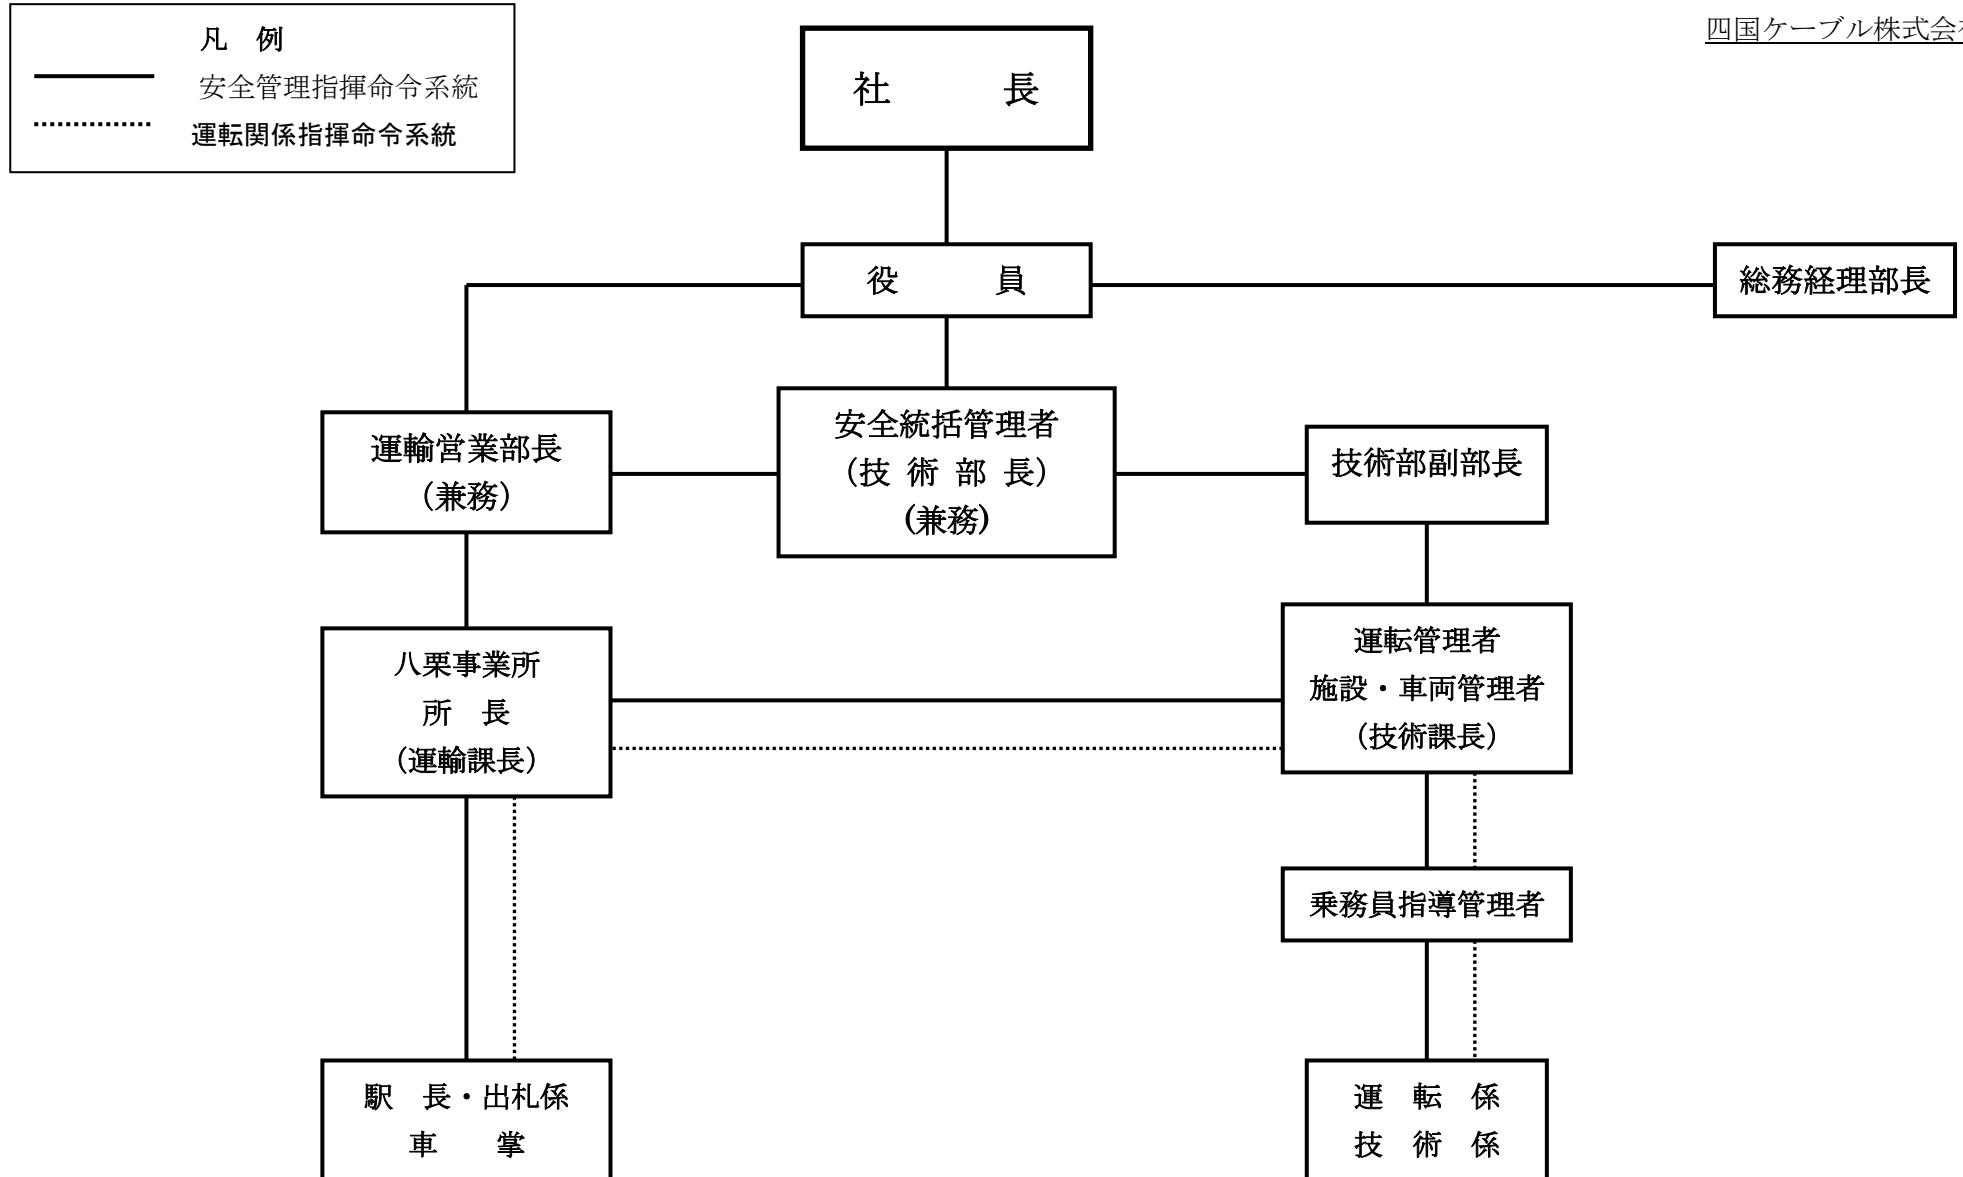 凡　例
安全管理指揮命令系統
運転関係指揮命令系統
四国ケーブル株式会
社　　　長
役　　　員
総務経理部長
運輸営業部長
（兼務）
安全統括管理者
（技 術 部 長）
（兼務）
技術部副部長
八栗事業所
所　長
（運輸課長）
運転管理者
施設・車両管理者
（技術課長）
乗務員指導管理者
駅　長・出札係
車　　掌
運　転　係
技　術　係